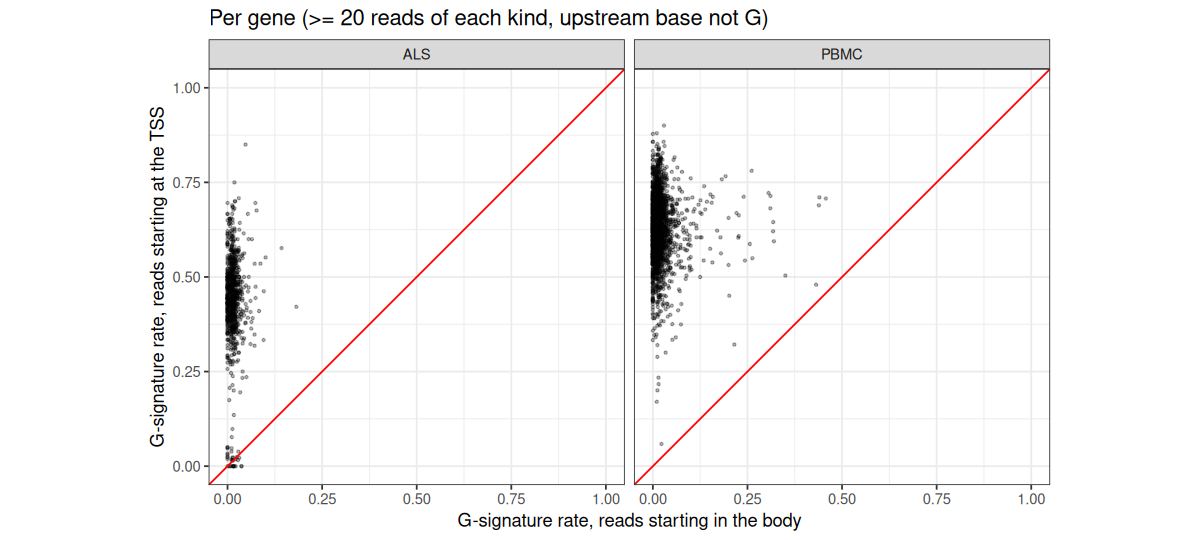 Per gene (>= 20 reads of each kind, upstream base not G)
ALS
PBMC
G-signature rate, reads starting at the TSS
1.00
0.75
0.50
0.25
0.00
0.00 0.25 0.50 0.75 1.00
0.00 0.25 0.50 0.75 1.00
G-signature rate, reads starting in the body